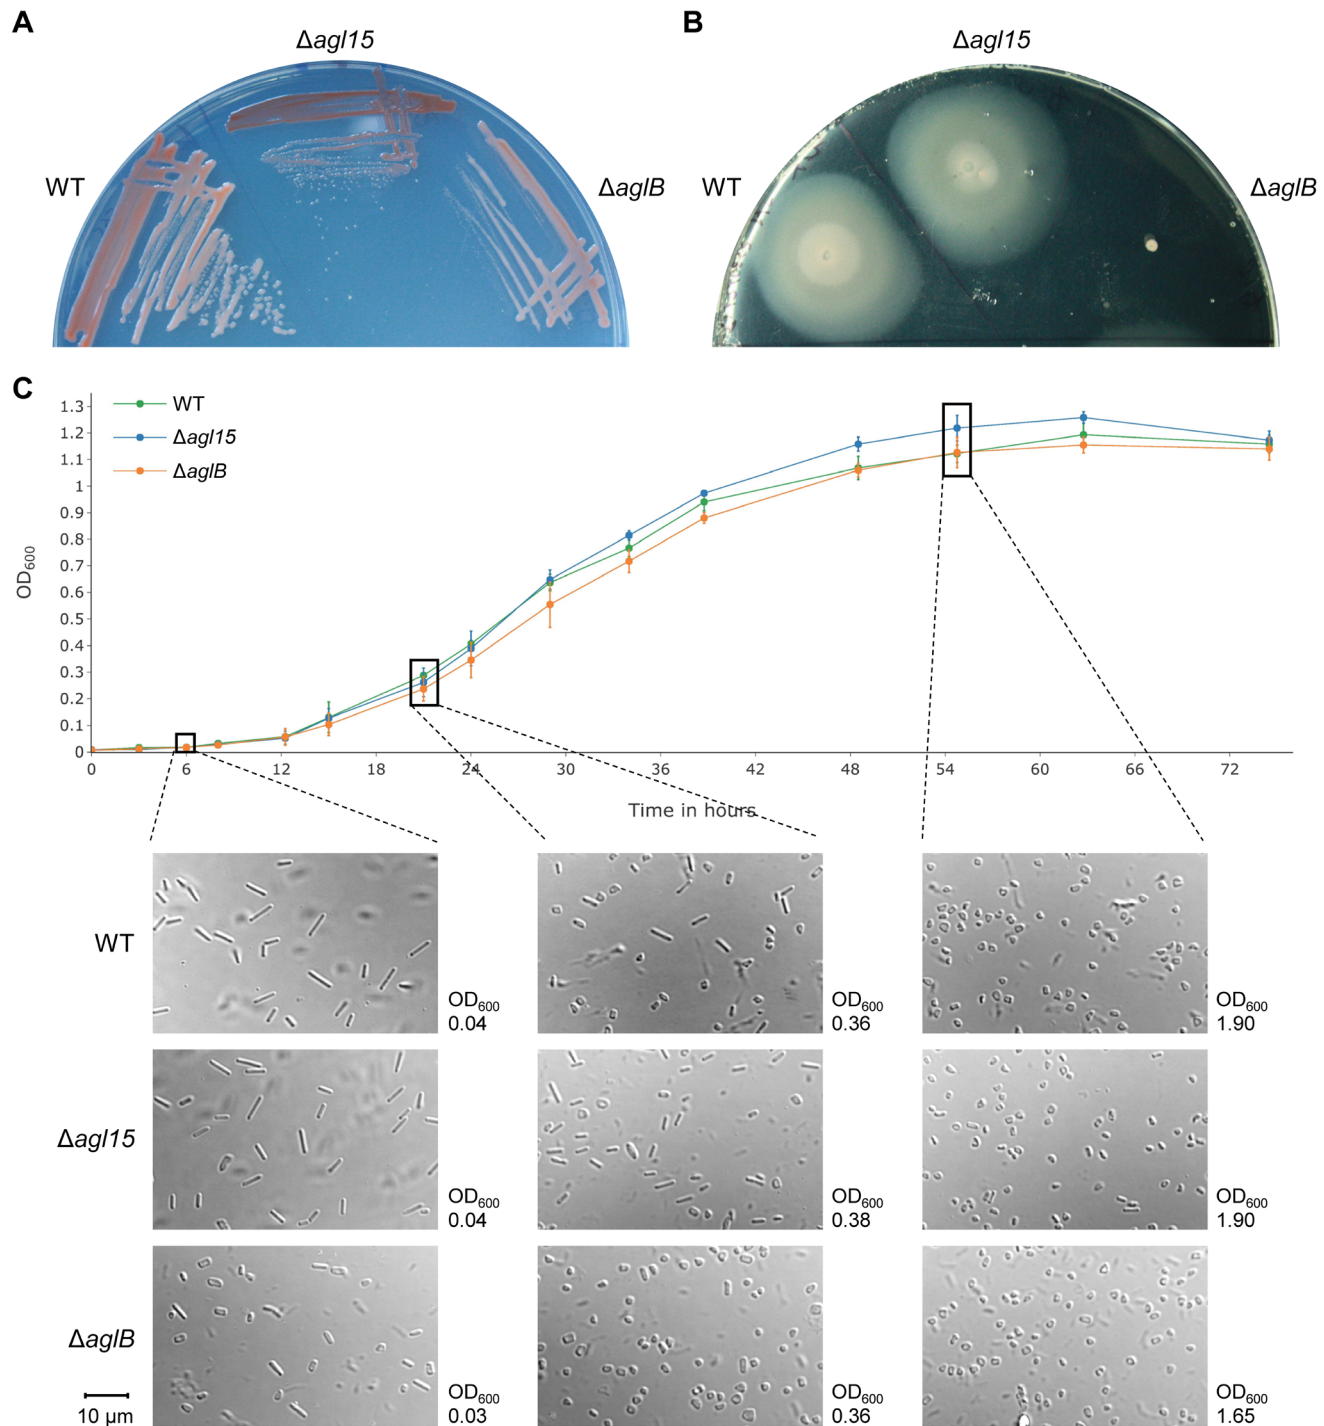 A
B
Δagl15
Δagl15
WT
ΔaglB
WT
ΔaglB
C
WT
Δagl15
ΔaglB
1.3
1.2
1.1
1
0.9
0.8
0.7
0.6
0.5
0.4
0.3
0.2
0.1
0
OD600
0 6 12 18 24 30 36 42 48 54 60 66 72
Time in hours
WT
OD600
0.04
OD600
0.36
OD600
1.90
Δagl15
OD600
0.04
OD600
0.38
OD600
1.90
ΔaglB
OD600
0.03
OD600
0.36
OD600
1.65
10 µm